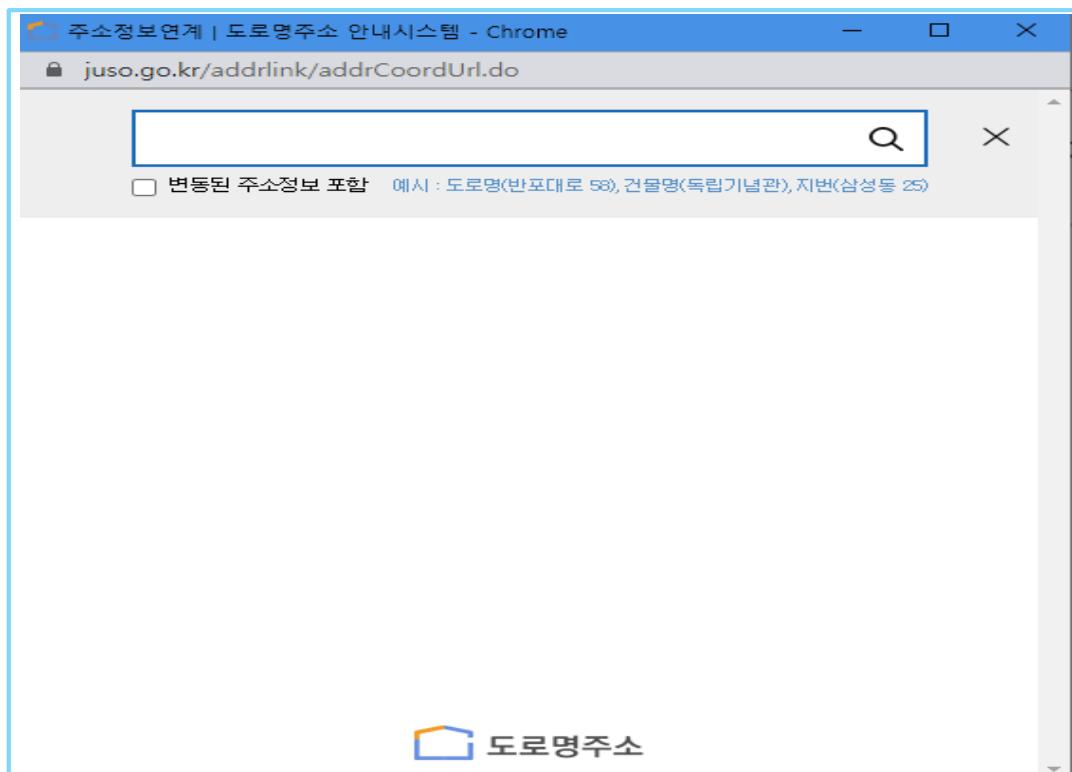 주소정보연계 | 도로명주소 안내시스템 - Chrome
juso.go.kr/addrlink/addrCoordUrl.do
변동된 주소정보 포함 예시 : 도로명(반포대로 58), 건물명(독립기념관), 지번(삼성동 25)
도로명주소